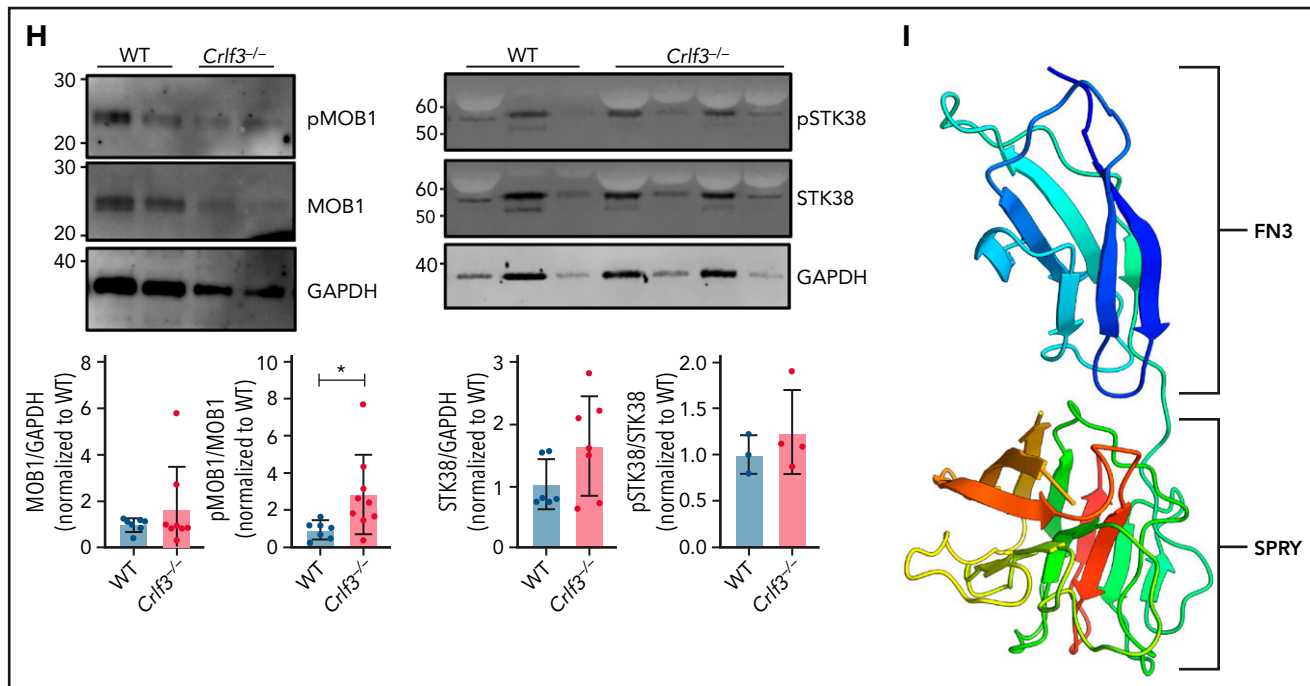 H
WT Crlf3–/–
30
20
pMOB1
30
20
MOB1
40
GAPDH
WT Crlf3–/–
60
50
pSTK38
60
50
STK38
40
GAPDH
MOB1/GAPDH
(normalized to WT)
8
6
4
2
0
WT
Crlf3–/–
pMOB1/MOB1
(normalized to WT)
10
8
6
4
2
0
*
WT
Crlf3–/–
STK38/GAPDH
(normalized to WT)
3
2
1
0
WT
Crlf3–/–
pSTK38/STK38
(normalized to WT)
2.0
1.5
1.0
0.5
0.0
WT
Crlf3–/–
I
FN3
SPRY